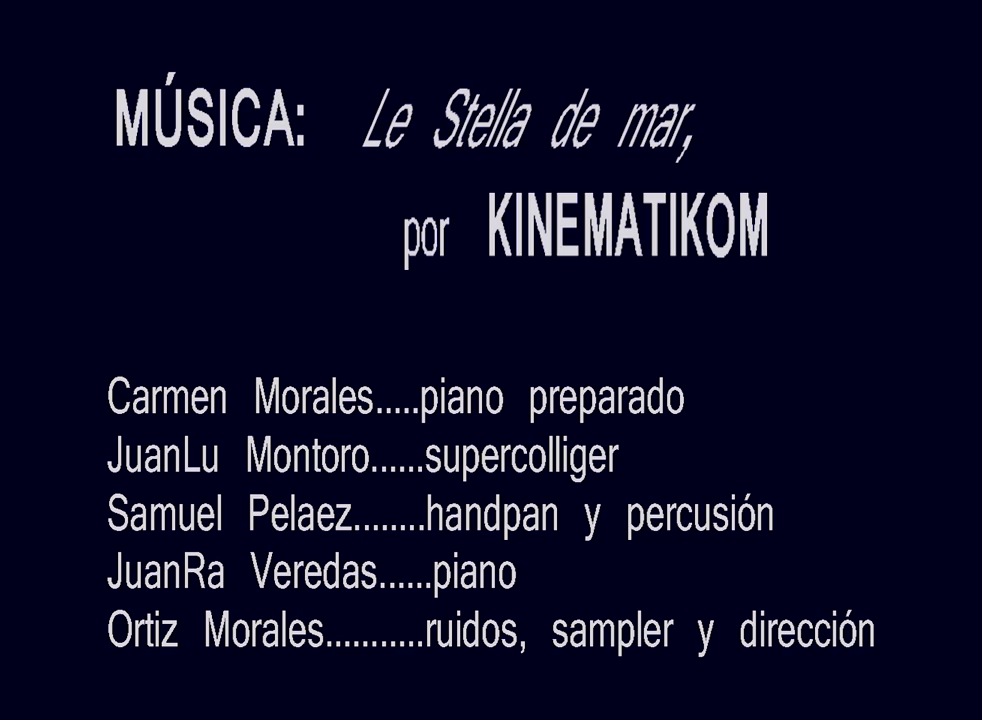 MÚSICA: Le Stella de mar,
por KINEMATIKOM
Carmen Morales.....piano preparado
JuanLu Montoro......supercolliger
Samuel Pelaez........handpan y percusión
JuanRa Veredas......piano
Ortiz Morales...........ruidos, sampler y dirección